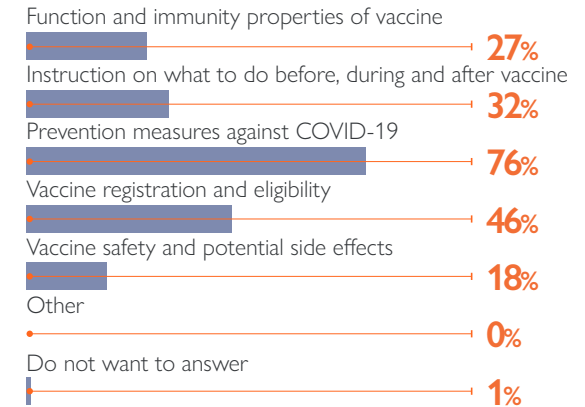 Function and immunity properties of vaccine
27%
Instruction on what to do before, during and after vaccine
32%
Prevention measures against COVID-19
76%
Vaccine registration and eligibility
46%
Vaccine safety and potential side effects
18%
Other
0%
Do not want to answer
1%